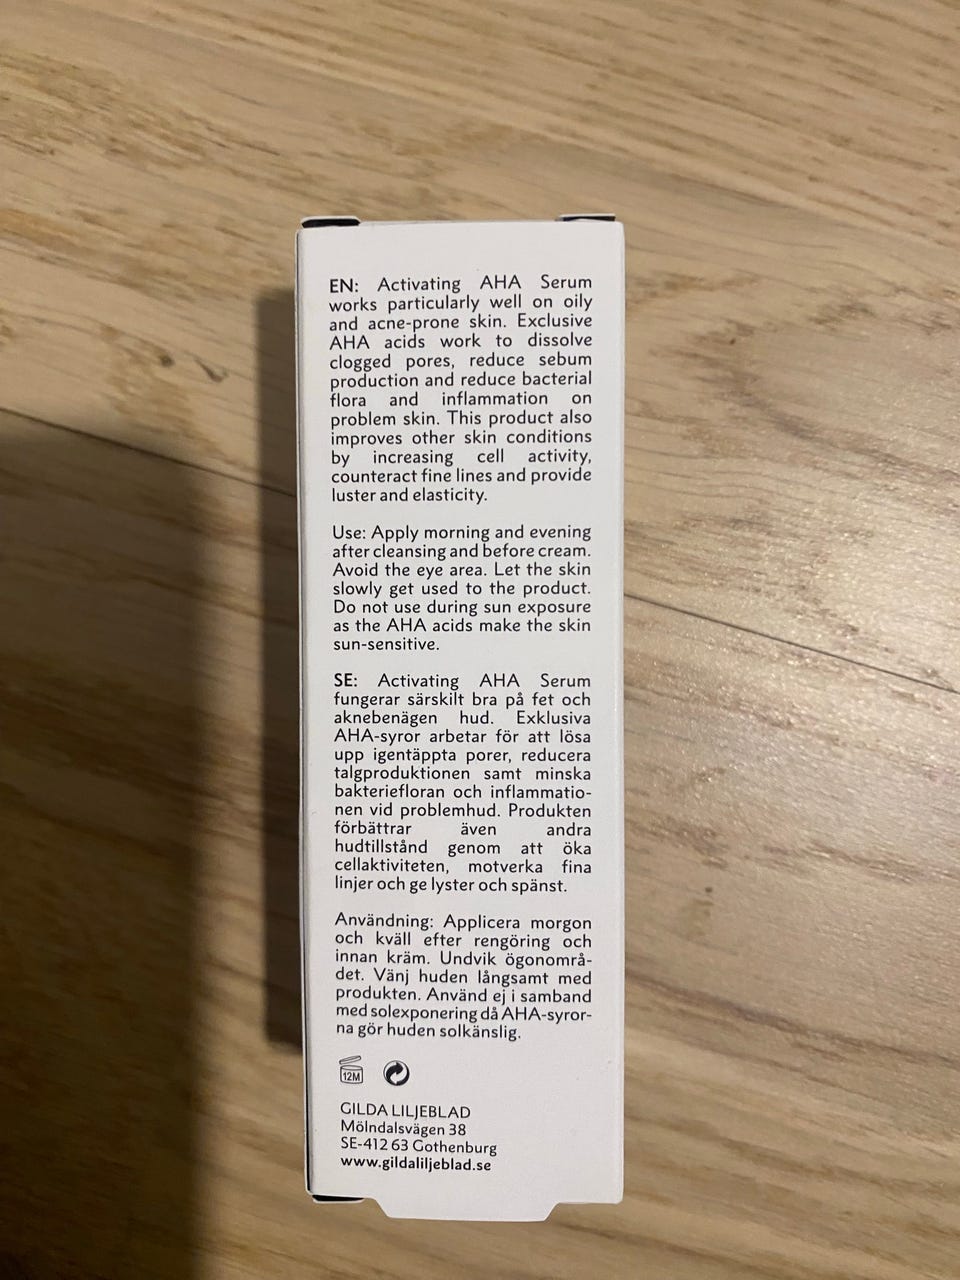 EN: Activating AHA Serum
works particularly well on oily
and acne-prone skin. Exclusive
AHA acids work to dissolve
clogged pores, reduce sebum
production and reduce bacterial
flora and inflammation on
problem skin. This product also
improves other skin conditions
by increasing cell activity,
counteract fine lines and provide
luster and elasticity.
Use: Apply morning and evening
after cleansing and before cream.
Avoid the eye area. Let the skin
slowly get used to the product.
Do not use during sun exposure
as the AHA acids make the skin
sun-sensitive.
SE: Activating AHA Serum
fungerar särskilt bra på fet och
aknebenägen hud. Exklusiva
AHA-syror arbetar för att lösa
upp igentäppta porer, reducera
talgproduktionen samt minska
bakteriefloran och inflammatio-
nen vid problemhud. Produkten
förbättrar även andra
hudtillstånd genom att öka
cellaktiviteten, motverka fina
linjer och ge lyster och spänst.
Användning: Applicera morgon
och kväll efter rengöring och
innan kräm. Undvik ögonområ-
det. Vänj huden långsamt med
produkten. Använd ej i samband
med solexponering då AHA-syror-
na gör huden solkänslig.
12M
GILDA LILJEBLAD
Mölndalsvägen 38
SE-412 63 Gothenburg
www.gildaliljeblad.se